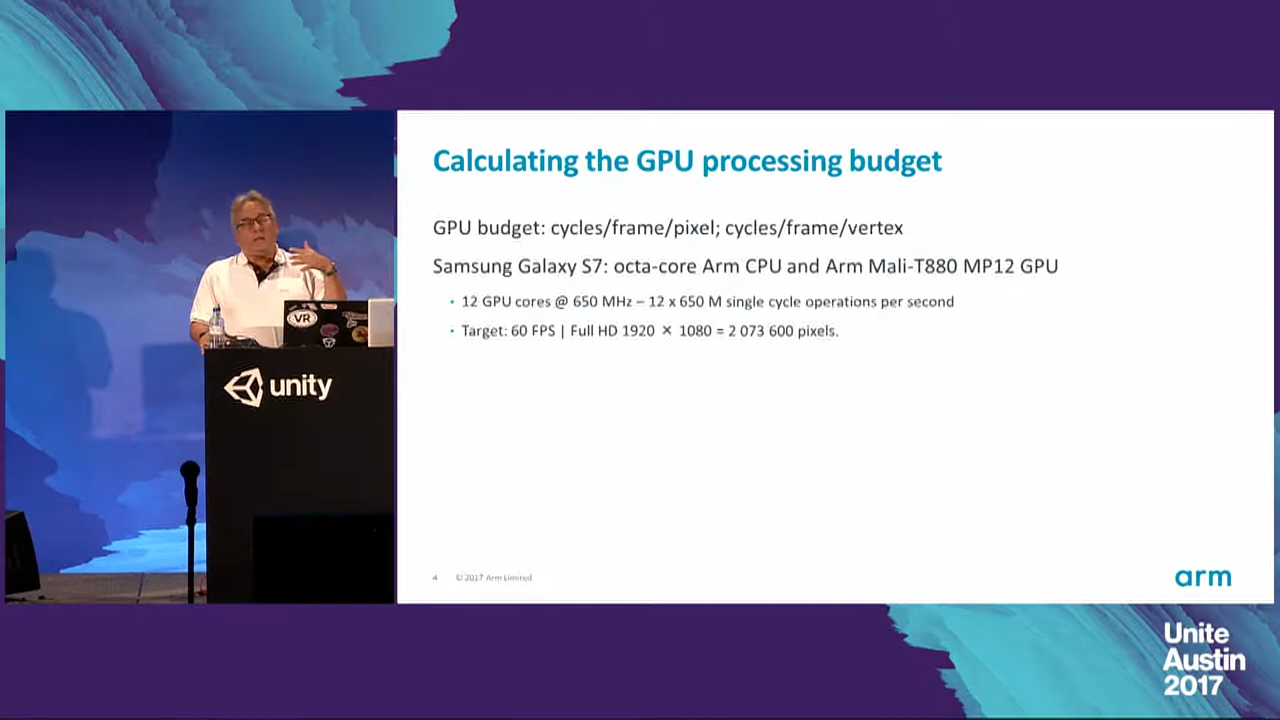 Calculating the GPU processing budget
GPU budget: cycles/frame/pixel; cycles/frame/vertex
Samsung Galaxy S7: octa-core Arm CPU and Arm Mali-T880 MP12 GPU
• 12 GPU cores @ 650 MHz – 12 x 650 M single cycle operations per second
• Target: 60 FPS | Full HD 1920 × 1080 = 2 073 600 pixels.
VR
unity
4 © 2017 Arm Limited
arm
Unite
Austin
2017